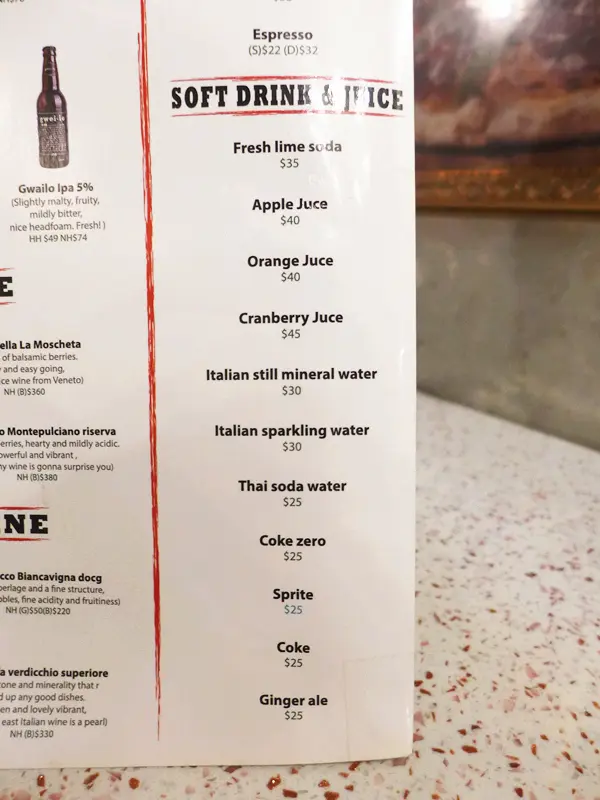 gwei·lo
Gwailo Ipa 5%
(Slightly malty, fruity,
mildly bitter,
nice headfoam. Fresh! )
HH $49 NH$74
E
ella La Moscheta
of balsamic berries.
and easy going,
ce wine from Veneto)
NH (B)$360
o Montepulciano riserva
erries, hearty and mildly acidic.
owerful and vibrant ,
ny wine is gonna surprise you)
NH (B)$380
NE
cco Biancavigna docg
perlage and a fine structure,
bbles, fine acidity and fruitiness)
NH (G)$50(B)$220
a verdicchio superiore
tone and minerality that r
d up any good dishes.
en and lovely vibrant,
east Italian wine is a pearl)
NH (B)$330
Espresso
(S)$22 (D)$32
SOFT DRINK & JUICE
Fresh lime soda
$35
Apple Juce
$40
Orange Juce
$40
Cranberry Juce
$45
Italian still mineral water
$30
Italian sparkling water
$30
Thai soda water
$25
Coke zero
$25
Sprite
$25
Coke
$25
Ginger ale
$25